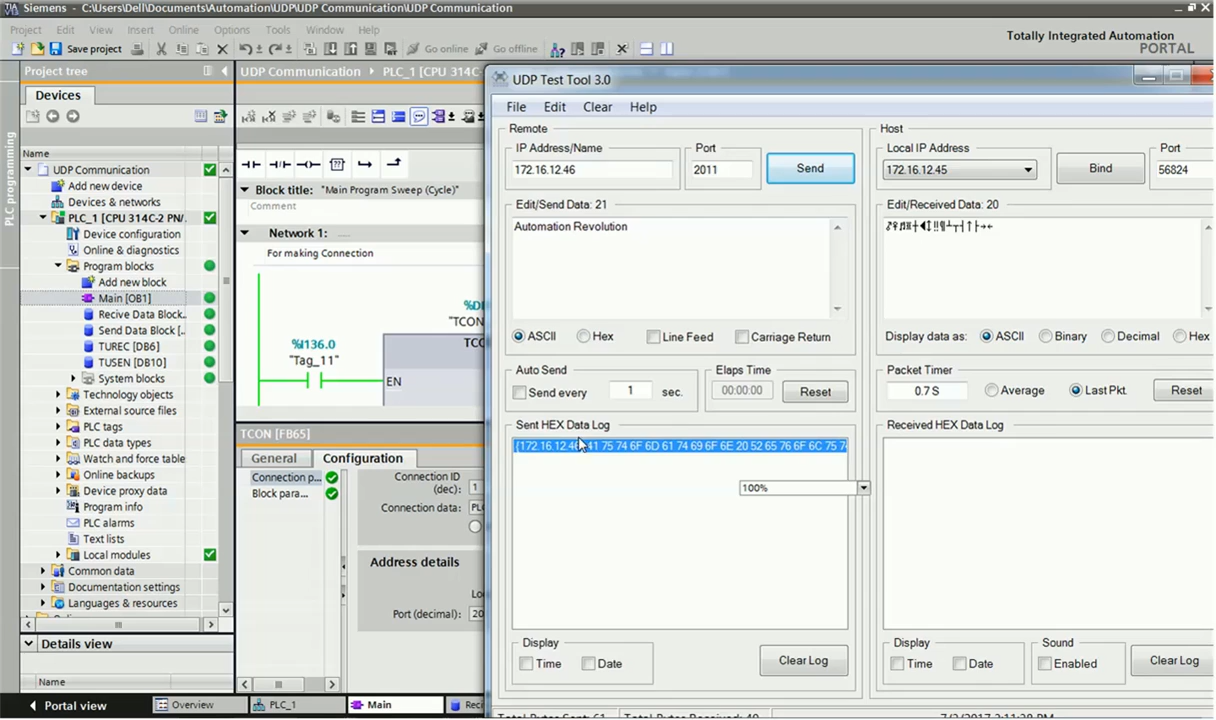 Siemens - C:\Users\Dell\Documents\Automation\UDP\UDP Communication\UDP Communication
Project Edit View Insert Online Options Tools Window Help
Totally Integrated Automation
PORTAL
Save project
Go online
Go offline
Project tree
UDP Communication
PLC_1 [CPU 314C
Devices
PLC programming
Name
UDP Communication
Add new device
Devices & networks
PLC_1 [CPU 314C-2 PN/.
Device configuration
Online & diagnostics
Program blocks
Add new block
Main [OB1]
Recive Data Block..
Send Data Block [..
TUREC [DB6]
TUSEN [DB10]
System blocks
Technology objects
External source files
PLC tags
PLC data types
Watch and force table
Online backups
Device proxy data
Program info
PLC alarms
Text lists
Local modules
Common data
Documentation settings
Languages & resources
Details view
Name
Portal view
Overview
PLC_1
Main
Block title: "Main Program Sweep (Cycle)"
Comment
Network 1: .....
For making Connection
"TCON
%I136.0
"Tag_11"
EN
TCON [FB65]
General
Configuration
Connection p...
Block para...
Connection ID
(dec):
1
Connection data:
Address details
Port (decimal):
20
UDP Test Tool 3.0
File Edit Clear Help
Remote
IP Address/Name
172.16.12.46
Port
2011
Send
Edit/Send Data: 21
Automation Revolution
ASCII
Hex
Line Feed
Carriage Return
Auto Send
Send every
1
sec.
Elaps Time
00:00:00
Reset
Sent HEX Data Log
100%
Display
Time
Date
Clear Log
Host
Local IP Address
172.16.12.45
Bind
Port
56824
Edit/Received Data: 20
Display data as:
ASCII
Binary
Decimal
Hex
Packet Timer
0.7 S
Average
Last Pkt.
Reset
Received HEX Data Log
Display
Time
Date
Sound
Enabled
Clear Log